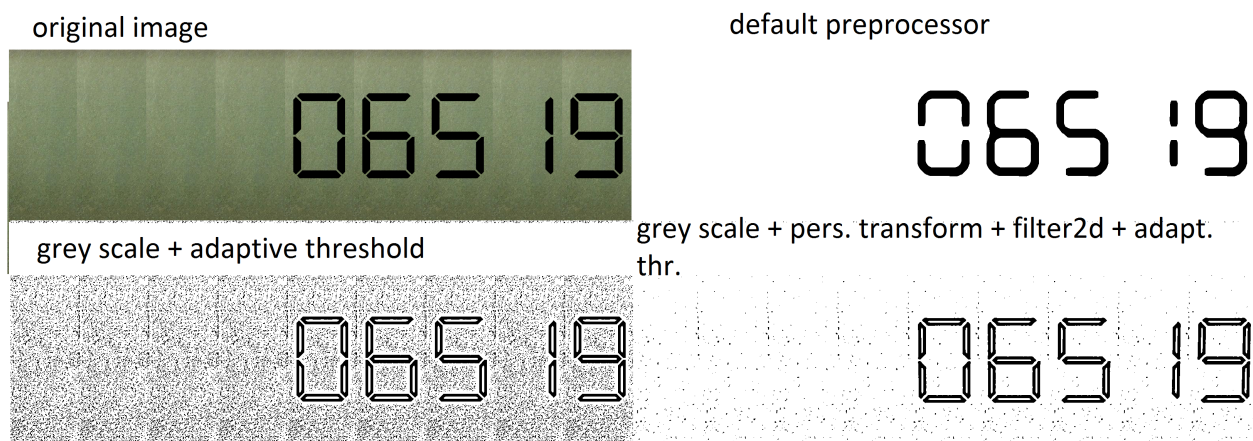 original image
default preprocessor
06519
06519
grey scale + adaptive threshold
grey scale + pers. transform + filter2d + adapt.
thr.
06519
06519